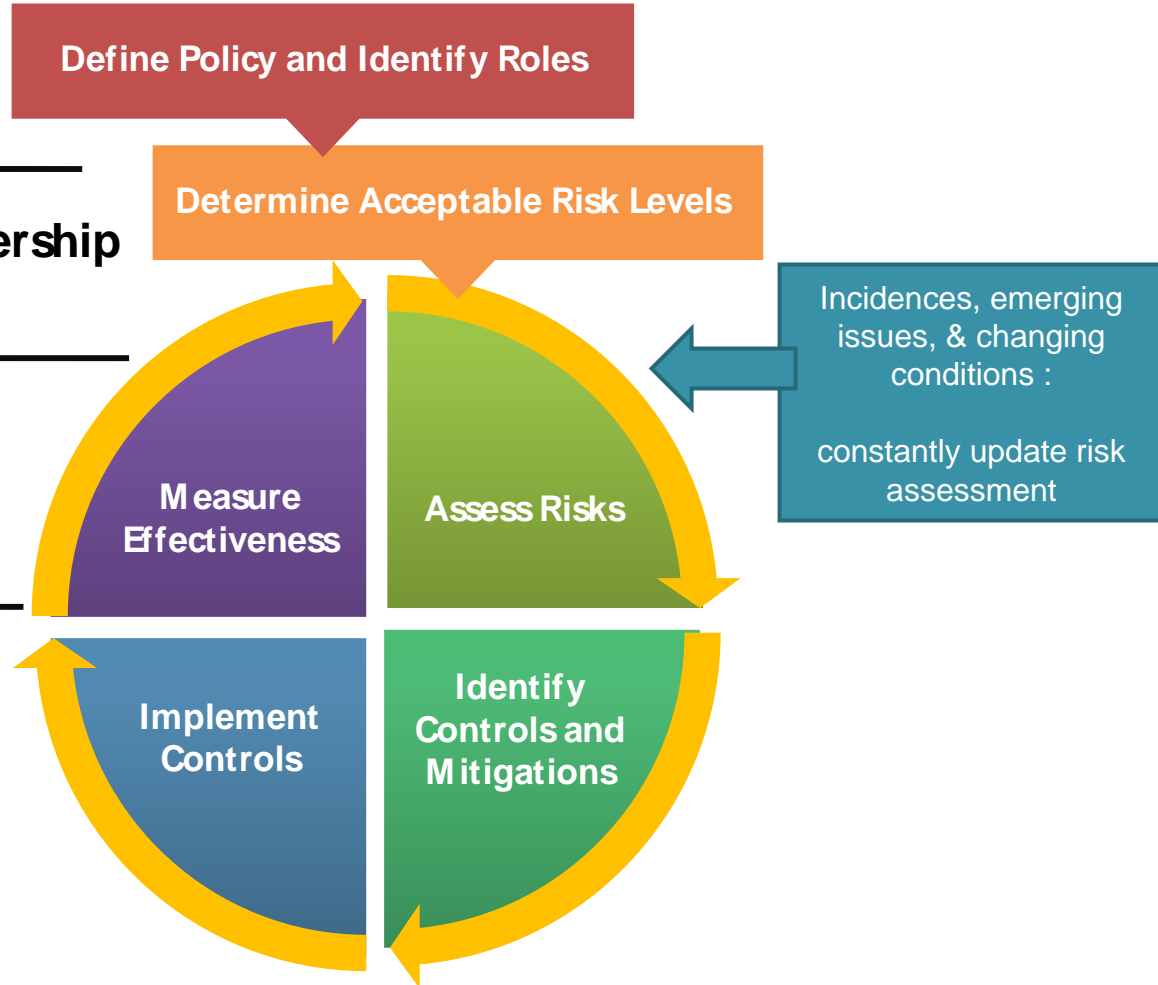 Define Policy and Identify Roles
Determine Acceptable Risk Levels
ership
Incidences, emerging
issues, & changing
conditions :
constantly update risk
assessment
Measure
Effectiveness
Assess Risks
Implement
Controls
Identify
Controls and
Mitigations